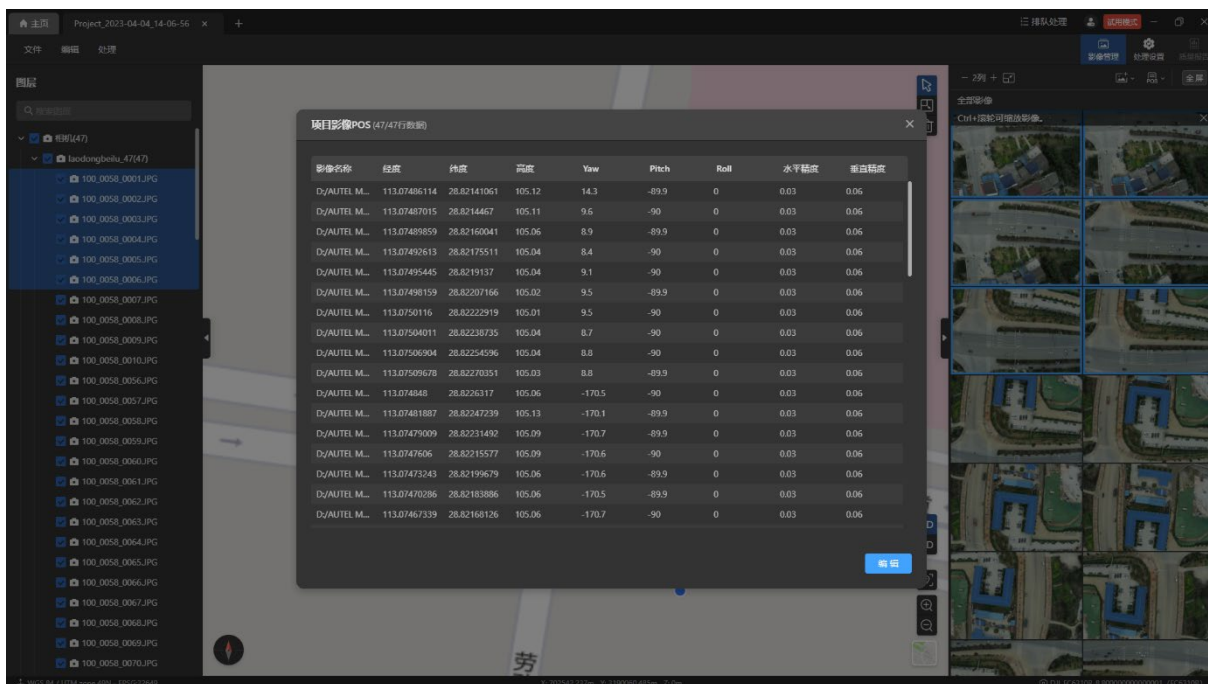 主页 Project_2023-04-04_14-06-56 × + 排队处理 试用模式
文件 编辑 处理 影像管理 处理设置
图层 − 2列 + POS 全屏
搜索图层 全部影像
Ctrl+滚轮可缩放影像。
相机(47)
laodongbeilu_47(47)
100_0058_0001.JPG
100_0058_0002.JPG
100_0058_0003.JPG
100_0058_0004.JPG
100_0058_0005.JPG
100_0058_0006.JPG
100_0058_0007.JPG
100_0058_0008.JPG
100_0058_0009.JPG
100_0058_0010.JPG
100_0058_0056.JPG
100_0058_0057.JPG
100_0058_0058.JPG
100_0058_0059.JPG
100_0058_0060.JPG
100_0058_0061.JPG
100_0058_0062.JPG
100_0058_0063.JPG
100_0058_0064.JPG
100_0058_0065.JPG
100_0058_0066.JPG
100_0058_0067.JPG
100_0058_0068.JPG
100_0058_0069.JPG
100_0058_0070.JPG
项目影像POS (47/47行数据)
影像名称 经度 纬度 高度 Yaw Pitch Roll 水平精度 垂直精度
D:/AUTEL M... 113.07486114 28.82141061 105.12 14.3 -89.9 0 0.03 0.06
D:/AUTEL M... 113.07487015 28.8214467 105.11 9.6 -90 0 0.03 0.06
D:/AUTEL M... 113.07489859 28.82160041 105.06 8.9 -89.9 0 0.03 0.06
D:/AUTEL M... 113.07492613 28.82175511 105.04 8.4 -90 0 0.03 0.06
D:/AUTEL M... 113.07495445 28.8219137 105.04 9.1 -90 0 0.03 0.06
D:/AUTEL M... 113.07498159 28.82207166 105.02 9.5 -89.9 0 0.03 0.06
D:/AUTEL M... 113.0750116 28.82222919 105.01 9.5 -90 0 0.03 0.06
D:/AUTEL M... 113.07504011 28.82238735 105.04 8.7 -90 0 0.03 0.06
D:/AUTEL M... 113.07506904 28.82254596 105.04 8.8 -90 0 0.03 0.06
D:/AUTEL M... 113.07509678 28.82270351 105.03 8.8 -89.9 0 0.03 0.06
D:/AUTEL M... 113.074848 28.8226317 105.06 -170.5 -90 0 0.03 0.06
D:/AUTEL M... 113.07481887 28.82247239 105.13 -170.1 -89.9 0 0.03 0.06
D:/AUTEL M... 113.07479009 28.82231492 105.09 -170.7 -89.9 0 0.03 0.06
D:/AUTEL M... 113.0747606 28.82215577 105.09 -170.6 -90 0 0.03 0.06
D:/AUTEL M... 113.07473243 28.82199679 105.06 -170.6 -89.9 0 0.03 0.06
D:/AUTEL M... 113.07470286 28.82183886 105.06 -170.5 -89.9 0 0.03 0.06
D:/AUTEL M... 113.07467339 28.82168126 105.06 -170.7 -90 0 0.03 0.06
编辑
劳